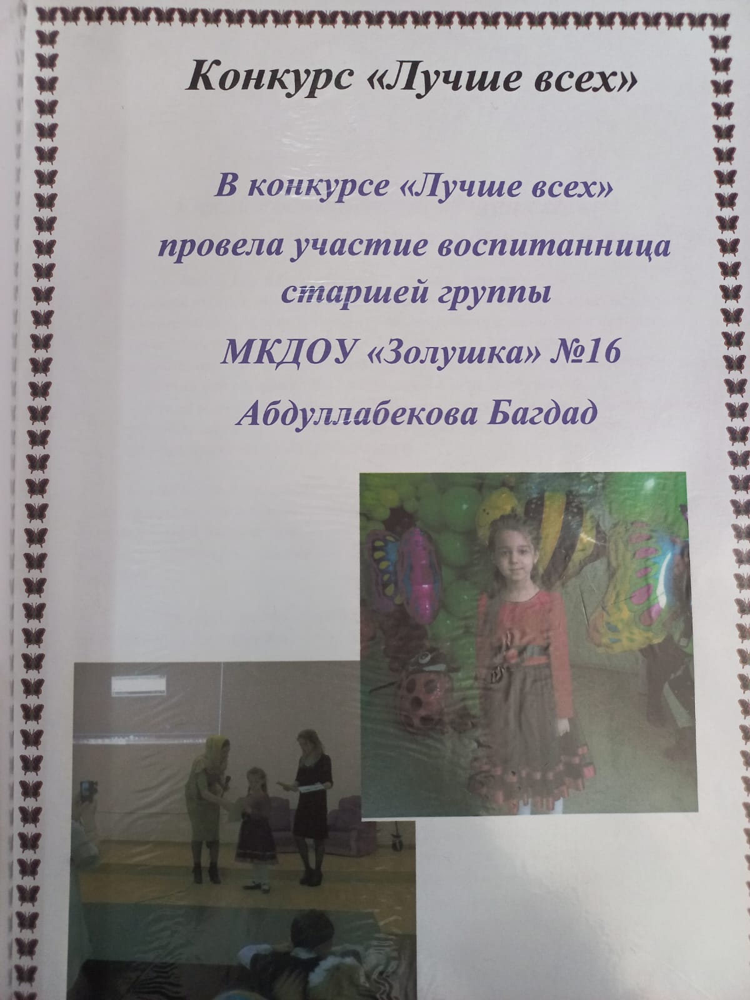 Конкурс «Лучше всех»
В конкурсе «Лучше всех»
провела участие воспитанница
старшей группы
МКДОУ «Золушка» №16
Абдуллабекова Багдад